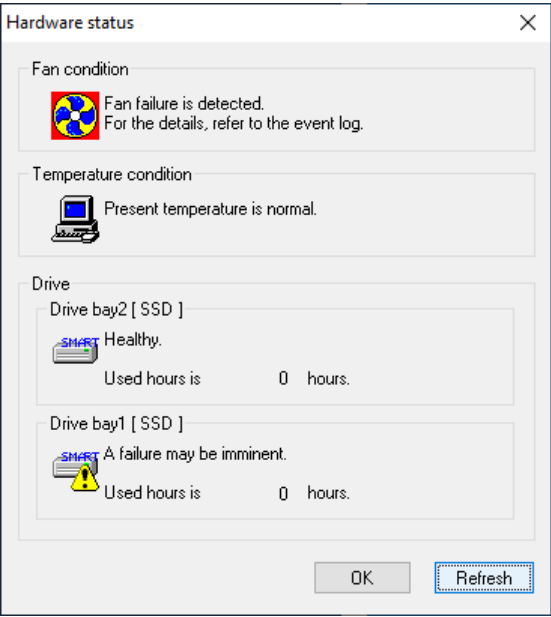 Hardware status
Fan condition
Fan failure is detected.
For the details, refer to the event log.
Temperature condition
Present temperature is normal.
Drive
Drive bay2 [ SSD ]
SMART
Healthy.
Used hours is 0 hours.
Drive bay1 [ SSD ]
SMART
A failure may be imminent.
Used hours is 0 hours.
OK
Refresh